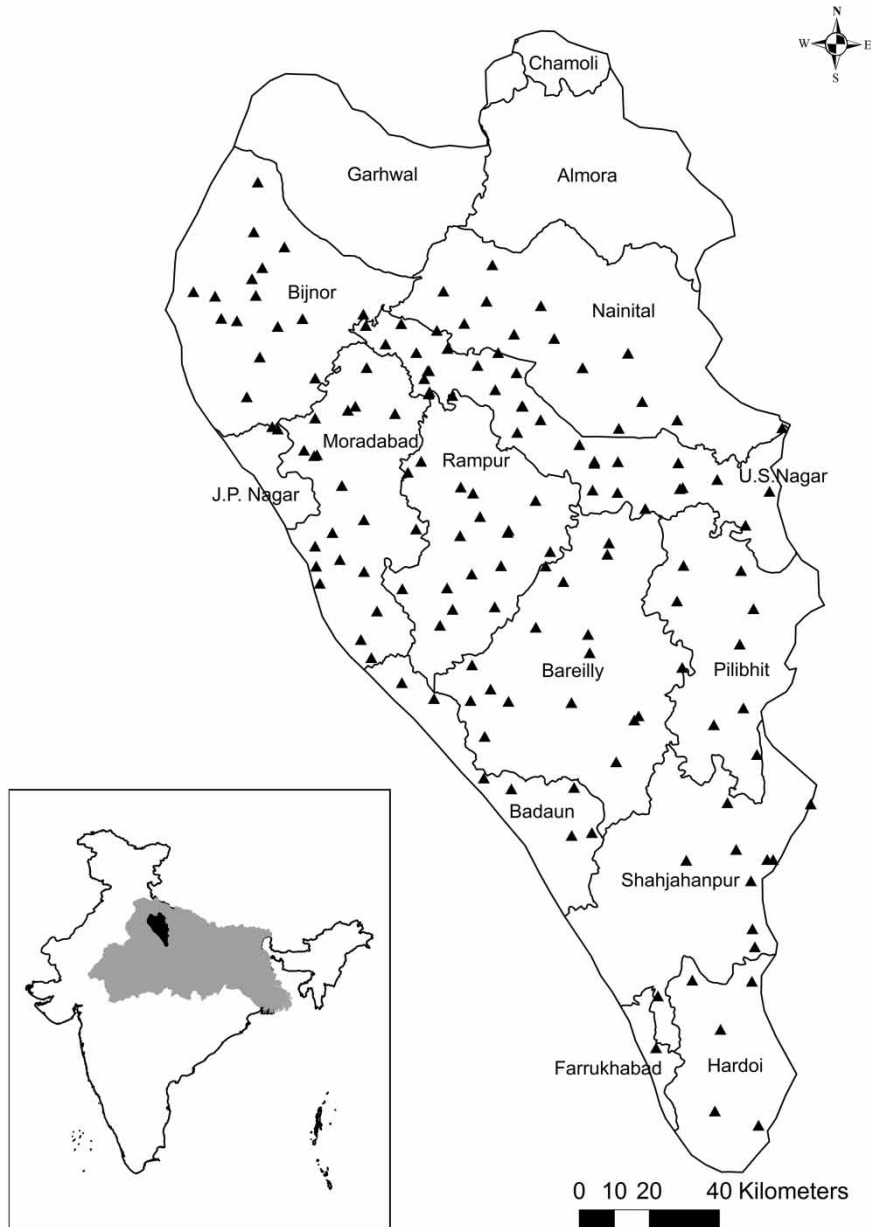 N
W E
S
Chamoli
Garhwal
Almora
Bijnor
Nainital
Moradabad
Rampur
U.S.Nagar
J.P. Nagar
Bareilly
Pilibhit
Badaun
Shahjahanpur
Farrukhabad
Hardoi
0 10 20 40 Kilometers